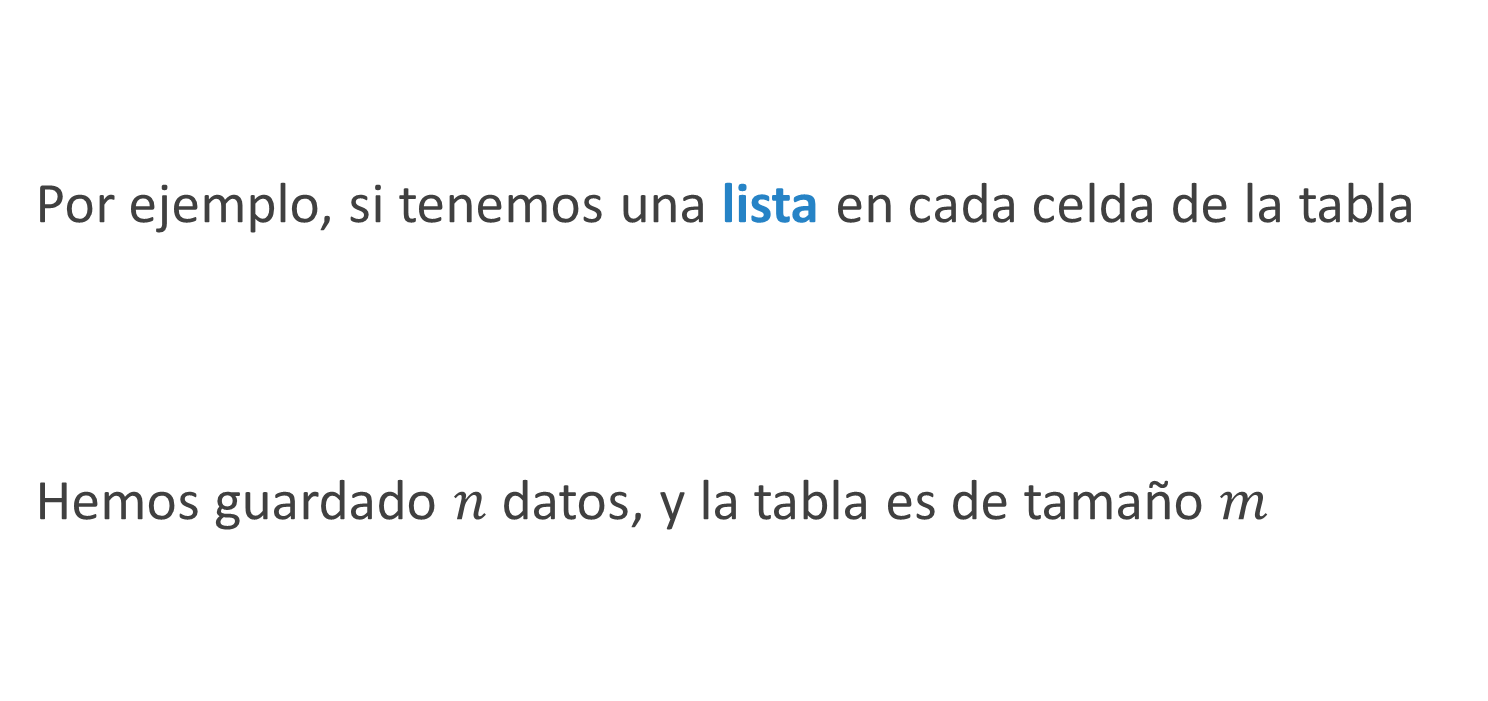 Por ejemplo, si tenemos una lista en cada celda de la tabla
Hemos guardado n datos, y la tabla es de tamaño m